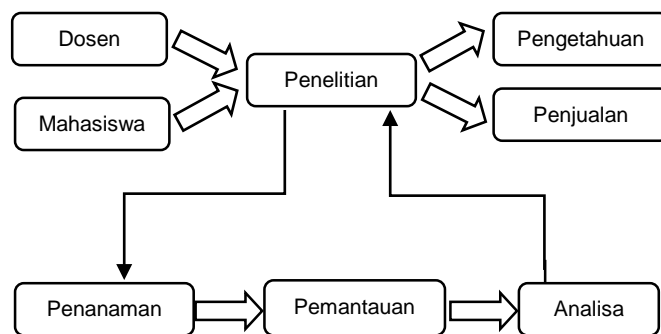 Dosen
Pengetahuan
Penelitian
Mahasiswa
Penjualan
Penanaman
Pemantauan
Analisa